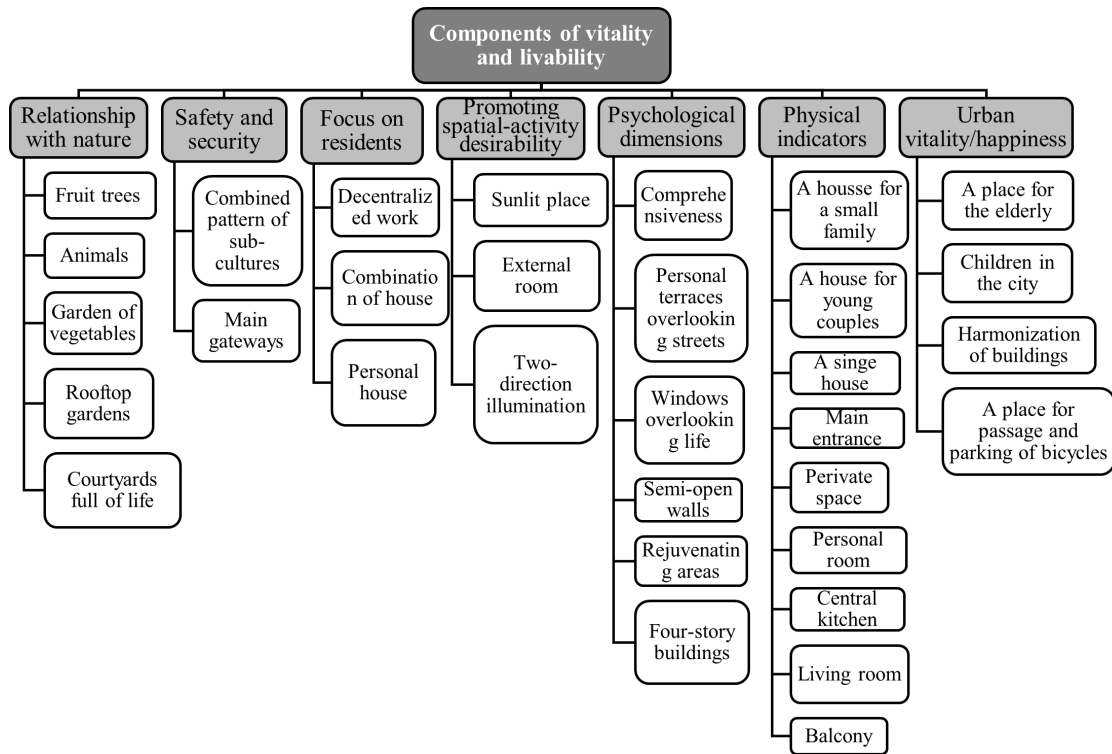 Components of vitality
and livability
Relationship
with nature
Fruit trees
Animals
Garden of
vegetables
Rooftop
gardens
Courtyards
full of life
Safety and
security
Combined
pattern of
sub-
cultures
Main
gateways
Focus on
residents
Decentraliz
ed work
Combinatio
n of house
Personal
house
Promoting
spatial-activity
desirability
Sunlit place
External
room
Two-
direction
illumination
Psychological
dimensions
Comprehe
nsiveness
Personal
terraces
overlookin
g streets
Windows
overlookin
g life
Semi-open
walls
Rejuvenatin
g areas
Four-story
buildings
Physical
indicators
A housse for
a small
family
A house for
young
couples
A singe
house
Main
entrance
Perivate
space
Personal
room
Central
kitchen
Living room
Balcony
Urban
vitality/happiness
A place for
the elderly
Children in
the city
Harmonization
of buildings
A place for
passage and
parking of bicycles